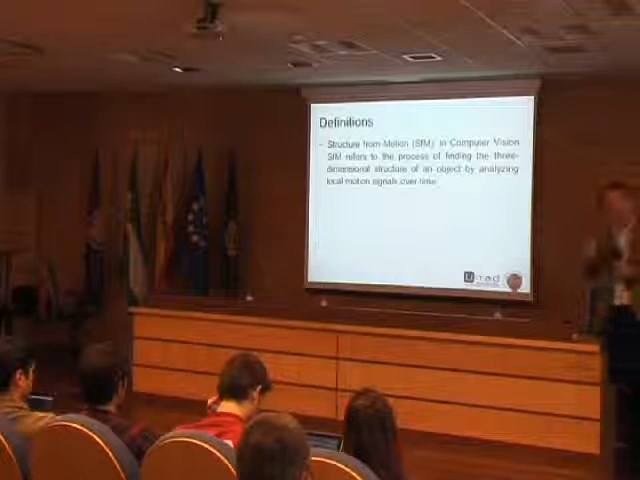 Definitions
- Structure from Motion (SfM): in Computer Vision
SfM refers to the process of finding the three-
dimensional structure of an object by analyzing
local motion signals over time.